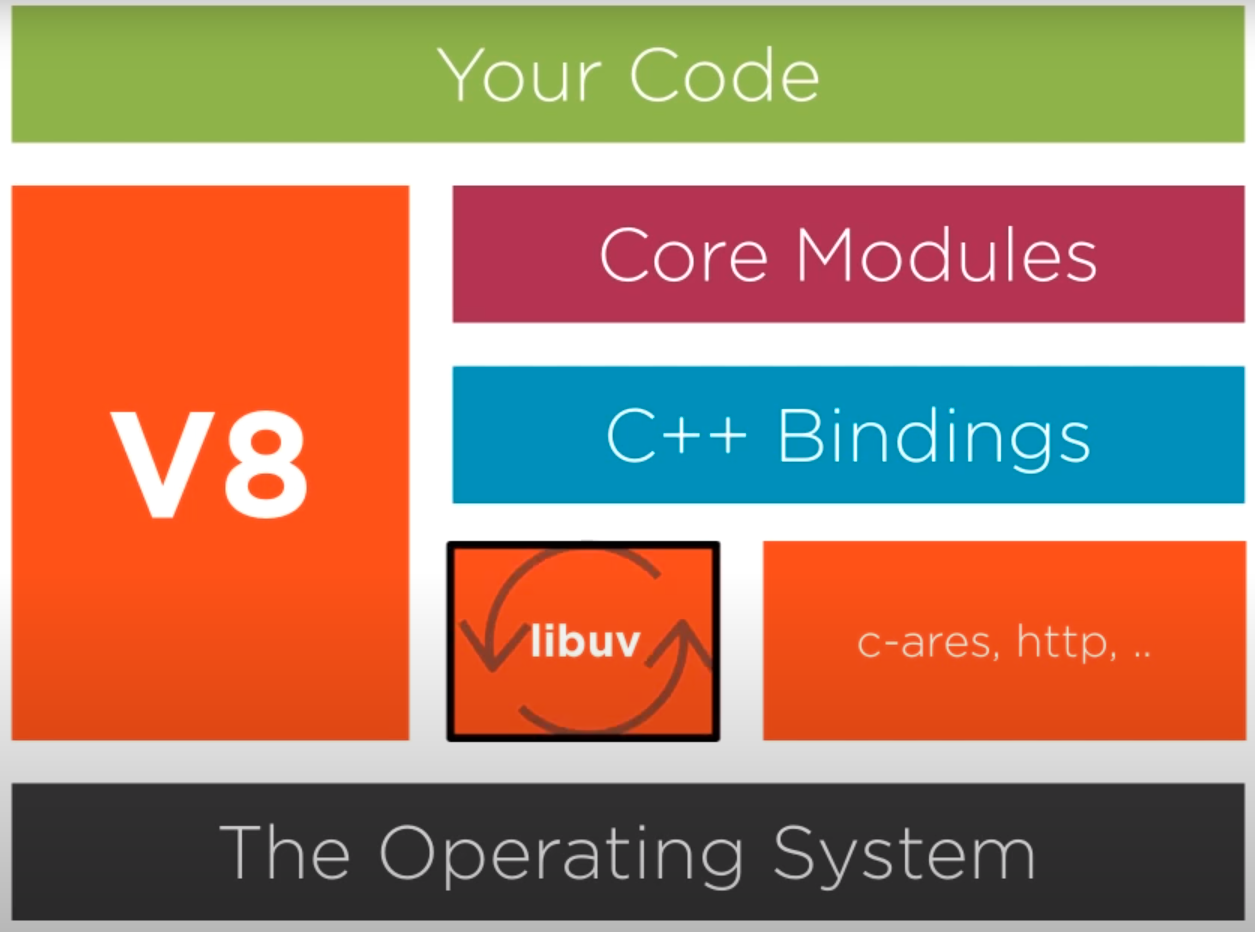 Your Code
V8
Core Modules
C++ Bindings
libuv
c-ares, http, ..
The Operating System